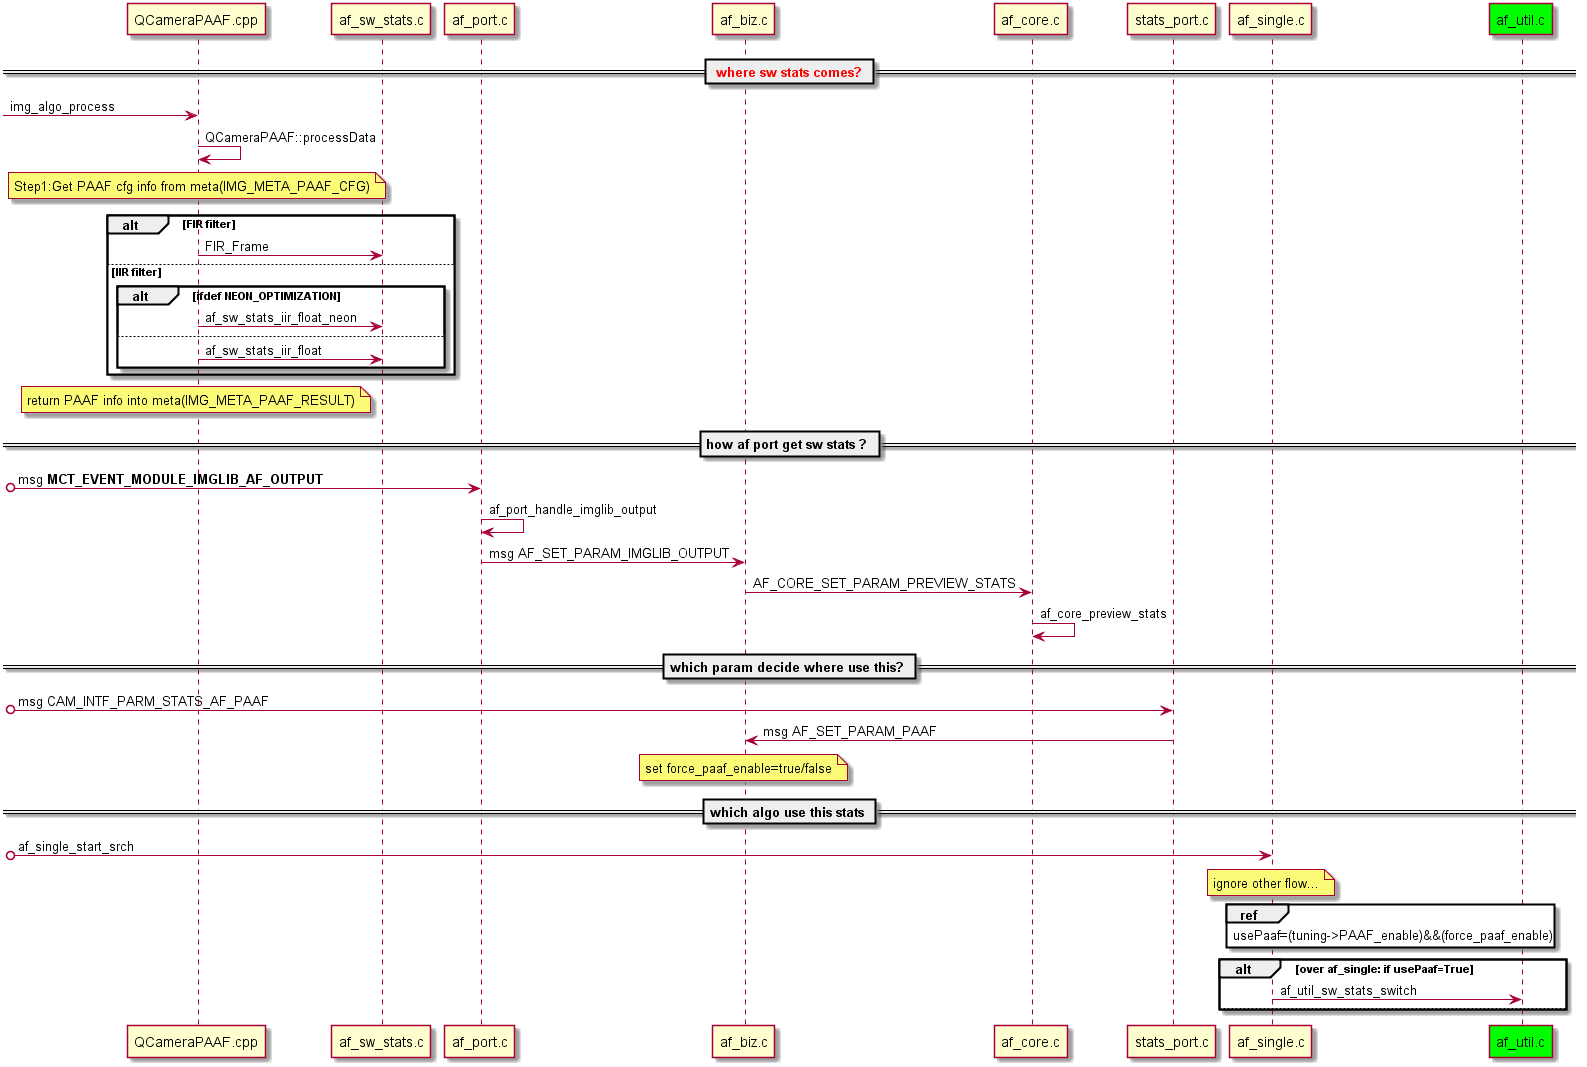 QCameraPAAF.cpp
af_sw_stats.c
af_port.c
af_biz.c
af_core.c
stats_port.c
af_single.c
af_util.c
where sw stats comes?
img_algo_process
QCameraPAAF::processData
Step1:Get PAAF cfg info from meta(IMG_META_PAAF_CFG)
alt [FIR filter]
FIR_Frame
[IIR filter]
alt [ifdef NEON_OPTIMIZATION]
af_sw_stats_iir_float_neon
af_sw_stats_iir_float
return PAAF info into meta(IMG_META_PAAF_RESULT)
how af port get sw stats ?
msg MCT_EVENT_MODULE_IMGLIB_AF_OUTPUT
af_port_handle_imglib_output
msg AF_SET_PARAM_IMGLIB_OUTPUT
AF_CORE_SET_PARAM_PREVIEW_STATS
af_core_preview_stats
which param decide where use this?
msg CAM_INTF_PARM_STATS_AF_PAAF
msg AF_SET_PARAM_PAAF
set force_paaf_enable=true/false
which algo use this stats
af_single_start_srch
ignore other flow...
ref
usePaaf=(tuning->PAAF_enable)&&(force_paaf_enable)
alt [over af_single: if usePaaf=True]
af_util_sw_stats_switch
QCameraPAAF.cpp
af_sw_stats.c
af_port.c
af_biz.c
af_core.c
stats_port.c
af_single.c
af_util.c